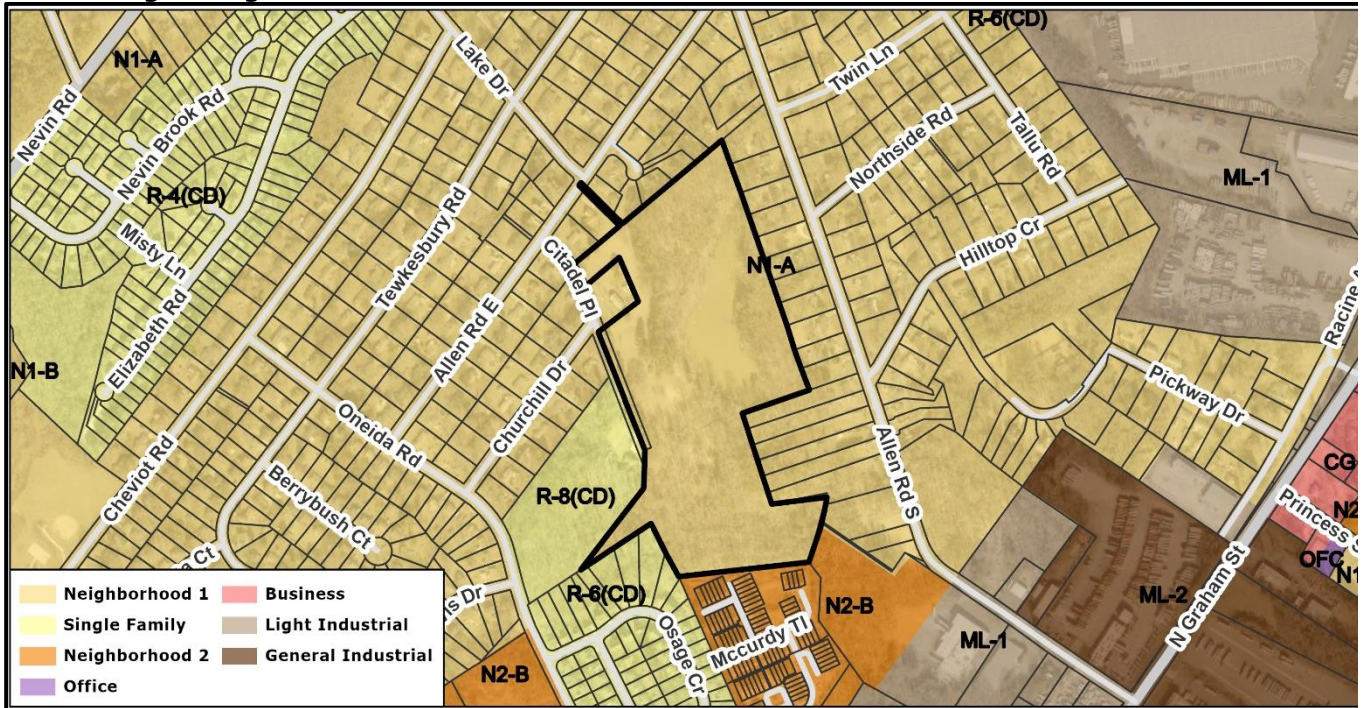 R-6(CD)
N1-A
Lake Dr
Twin Ln
Nevin Rd
Nevin Brook Rd
Northside Rd
Tallu Rd
ML-1
R-4(CD)
Misty Ln
Tewkesbury Rd
Citadel Pl
N1-A
Hilltop Cr
Elizabeth Rd
Allen Rd E
Racine A
N1-B
Churchill Dr
Pickway Dr
Oneida Rd
Cheviot Rd
Allen Rd S
CG
Berrybush Ct
R-8(CD)
N2
Princess S
a Ct
OFC
N1
R-6(CD)
is Dr
Osage Cr
N2-B
ML-2
N Graham St
Mccurdy Tl
ML-1
N2-B
Neighborhood 1
Business
Single Family
Light Industrial
Neighborhood 2
General Industrial
Office